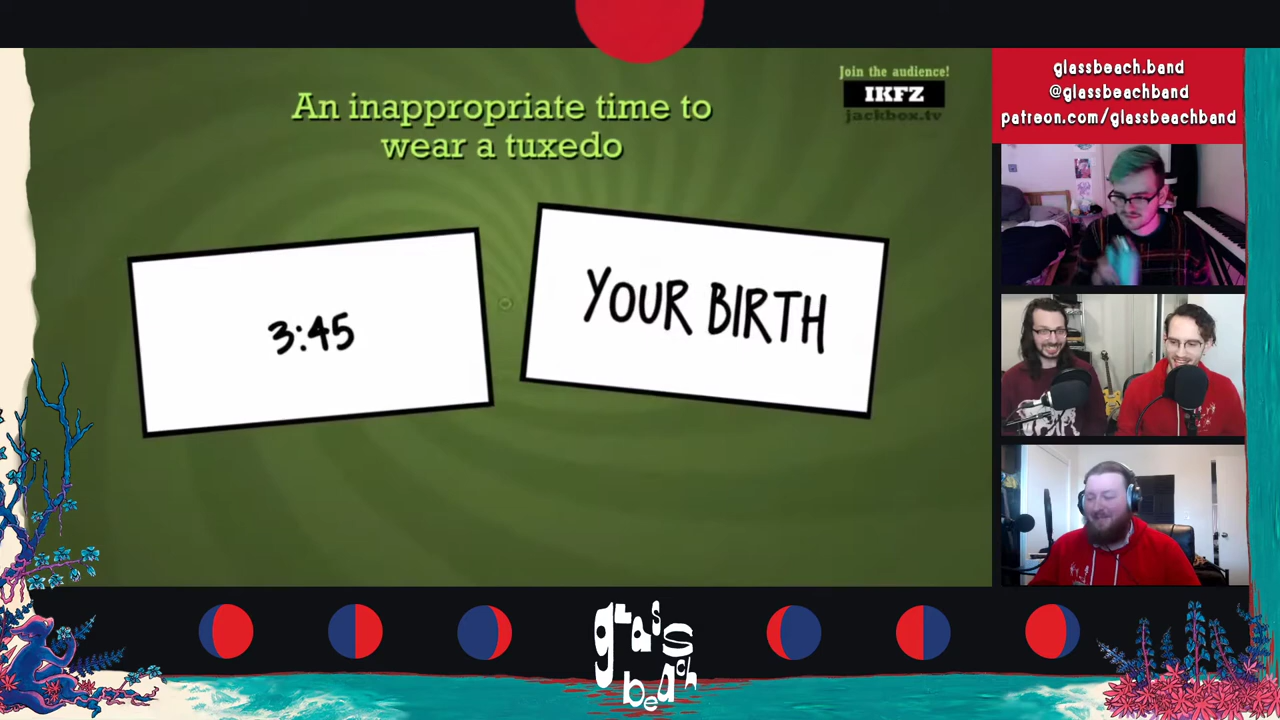 An inappropriate time to
wear a tuxedo
Join the audience!
IKFZ
jackbox.tv
3:45
YOUR BIRTH
glassbeach.band
@glassbeachband
patreon.com/glassbeachband
glass
beach